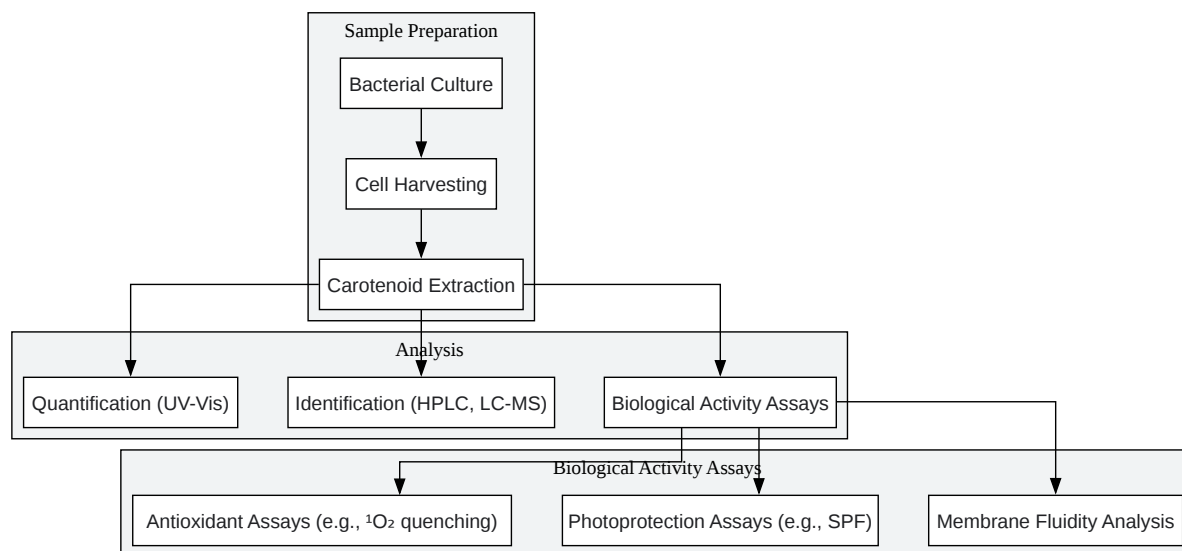 Sample Preparation
Bacterial Culture
Cell Harvesting
Carotenoid Extraction
Analysis
Quantification (UV-Vis)
Identification (HPLC, LC-MS)
Biological Activity Assays
Biological Activity Assays
Antioxidant Assays (e.g., ¹O₂ quenching)
Photoprotection Assays (e.g., SPF)
Membrane Fluidity Analysis